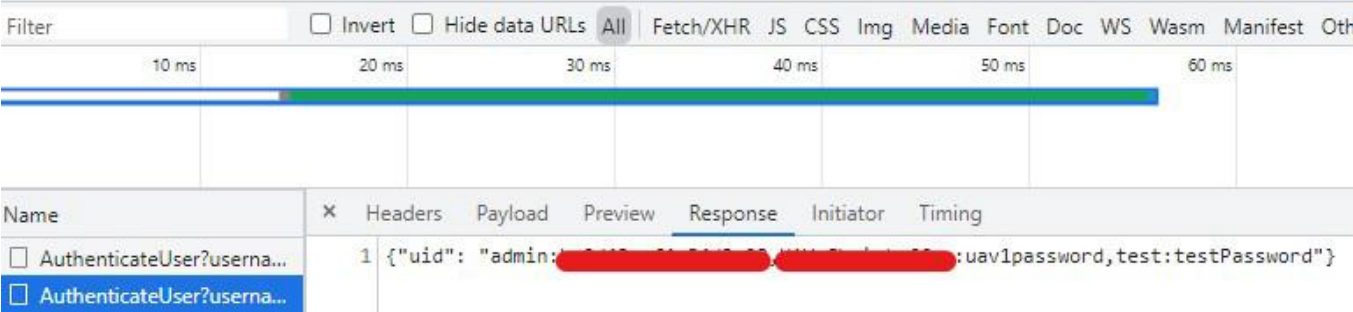 Filter Invert Hide data URLs All Fetch/XHR JS CSS Img Media Font Doc WS Wasm Manifest Oth
10 ms 20 ms 30 ms 40 ms 50 ms 60 ms
Name × Headers Payload Preview Response Initiator Timing
AuthenticateUser?userna... 1 {"uid": "admin: :uav1password,test:testPassword"}
AuthenticateUser?userna...